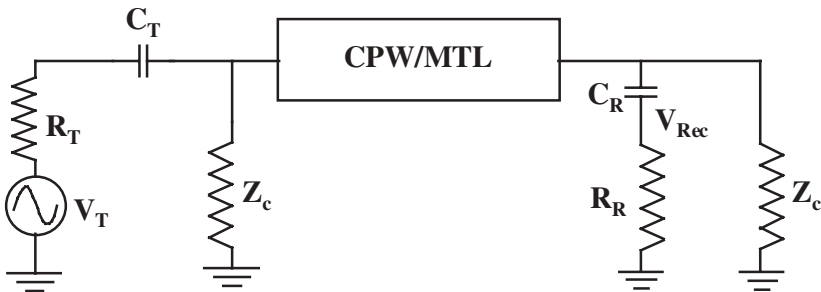 C_T
CPW/MTL
R_T
V_T
Z_c
C_R
V_Rec
R_R
Z_c